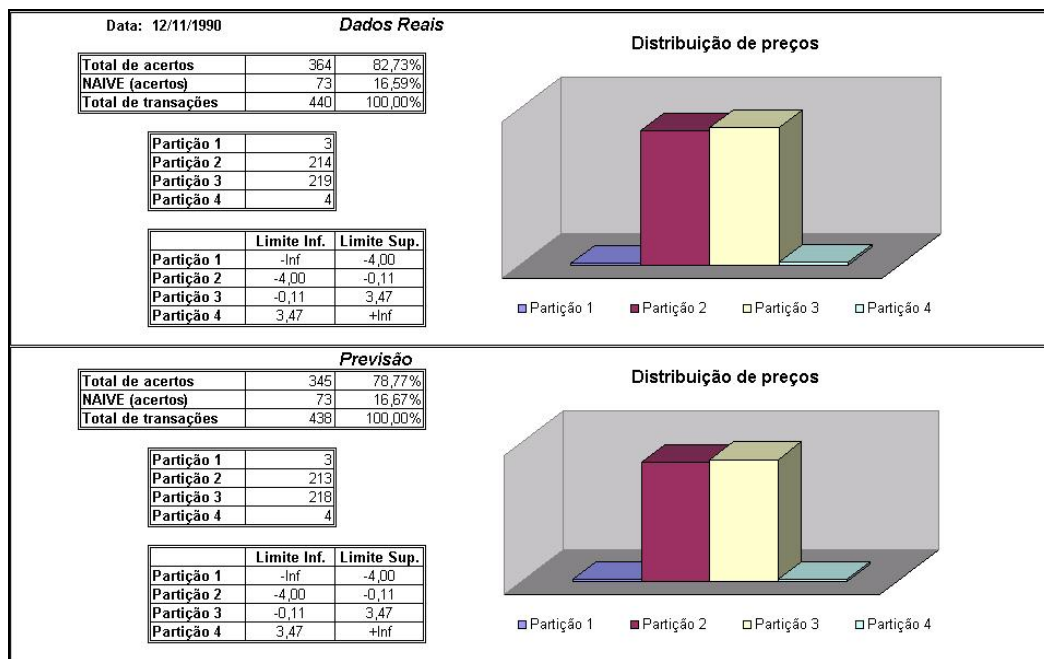 Data: 12/11/1990 Dados Reais
Total de acertos 364 82,73%
NAIVE (acertos) 73 16,59%
Total de transações 440 100,00%
Partição 1 3
Partição 2 214
Partição 3 219
Partição 4 4
Limite Inf. Limite Sup.
Partição 1 -Inf -4,00
Partição 2 -4,00 -0,11
Partição 3 -0,11 3,47
Partição 4 3,47 +Inf
Distribuição de preços
Partição 1 Partição 2 Partição 3 Partição 4
Previsão
Total de acertos 345 78,77%
NAIVE (acertos) 73 16,67%
Total de transações 438 100,00%
Partição 1 3
Partição 2 213
Partição 3 218
Partição 4 4
Limite Inf. Limite Sup.
Partição 1 -Inf -4,00
Partição 2 -4,00 -0,11
Partição 3 -0,11 3,47
Partição 4 3,47 +Inf
Distribuição de preços
Partição 1 Partição 2 Partição 3 Partição 4